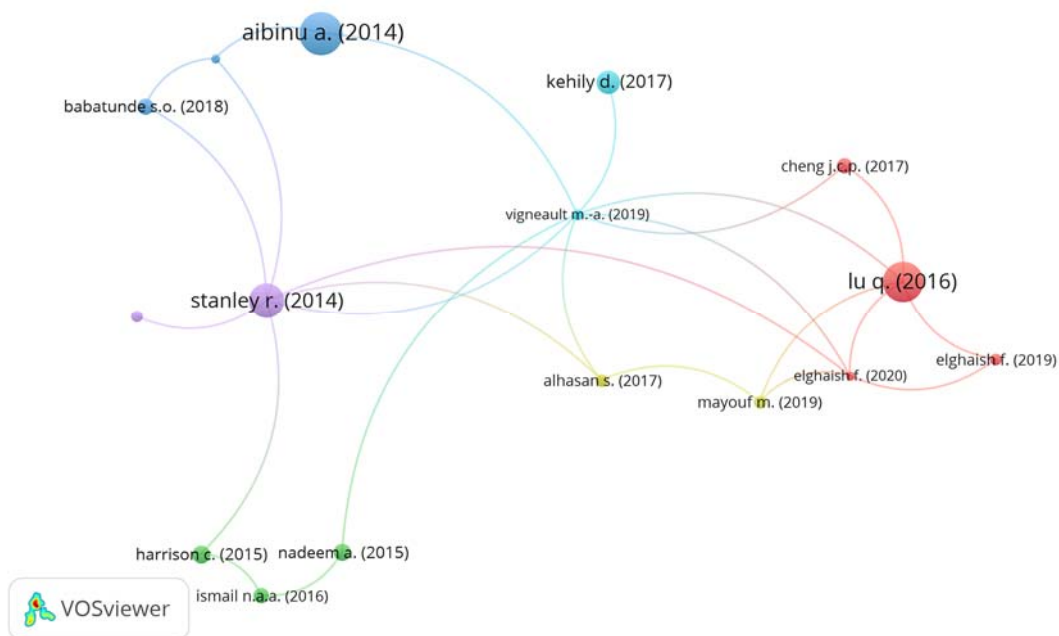 aibinu a. (2014)
kehily d. (2017)
babatunde s.o. (2018)
cheng j.c.p. (2017)
vigneault m.-a. (2019)
lu q. (2016)
stanley r. (2014)
elghaish f. (2019)
elghaish f. (2020)
alhasan s. (2017)
mayouf m. (2019)
harrison c. (2015)
nadeem a. (2015)
ismail n.a.a. (2016)
VOSviewer